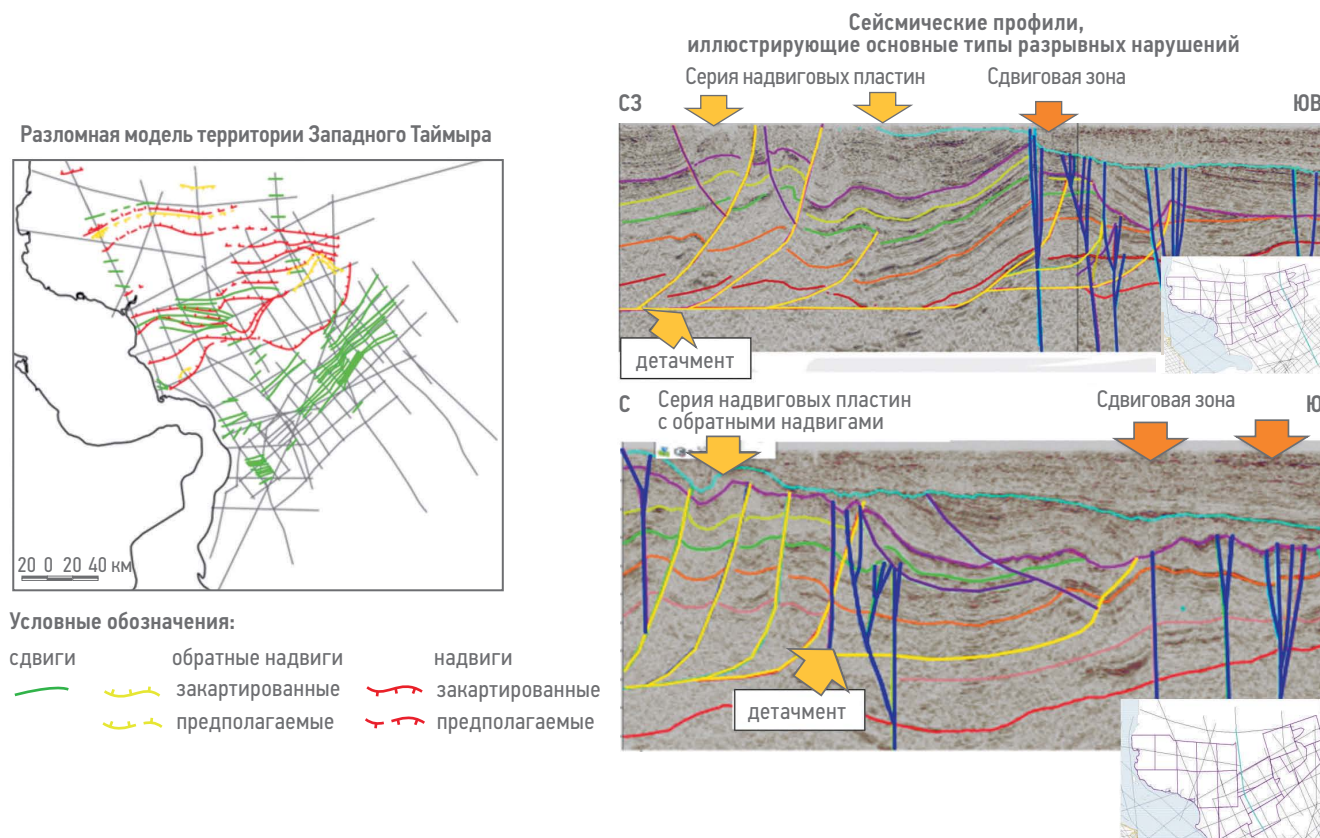 Разломная модель территории Западного Таймыра
20 0 20 40 км
Условные обозначения:
сдвиги
обратные надвиги
надвиги
закартированные
закартированные
предполагаемые
предполагаемые
Сейсмические профили,
иллюстрирующие основные типы разрывных нарушений
Серия надвиговых пластин
Сдвиговая зона
СЗ
ЮВ
детачмент
С
Серия надвиговых пластин
с обратными надвигами
Сдвиговая зона
Ю
детачмент